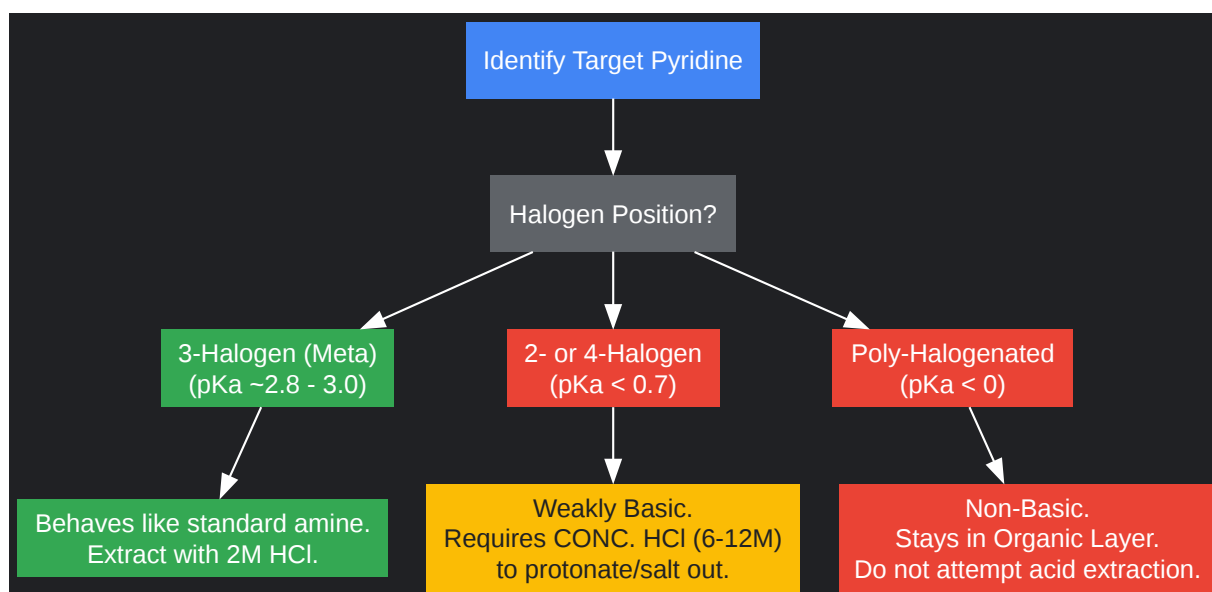 Identify Target Pyridine
Halogen Position?
3-Halogen (Meta)
(pKa ~2.8 - 3.0)
2- or 4-Halogen
(pKa < 0.7)
Poly-Halogenated
(pKa < 0)
Behaves like standard amine.
Extract with 2M HCl.
Weakly Basic.
Requires CONC. HCl (6-12M)
to protonate/salt out.
Non-Basic.
Stays in Organic Layer.
Do not attempt acid extraction.